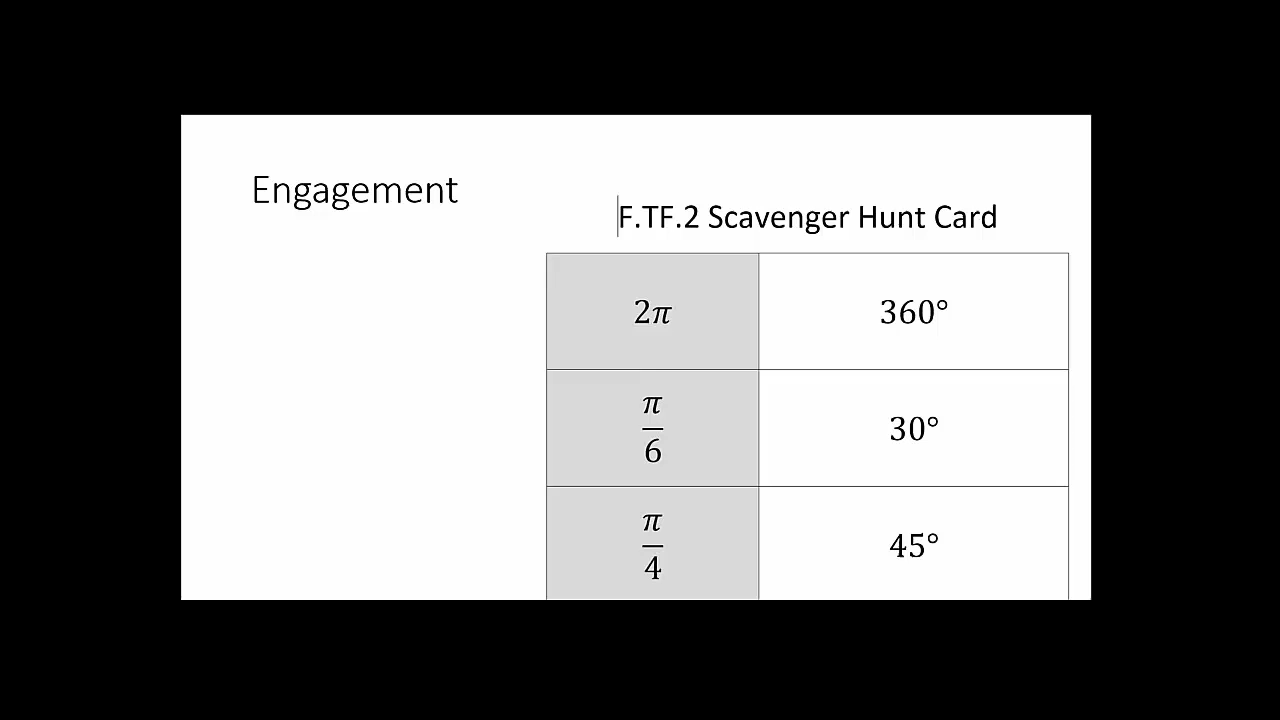 Engagement
F.TF.2 Scavenger Hunt Card
2π 360°
π/6 30°
π/4 45°